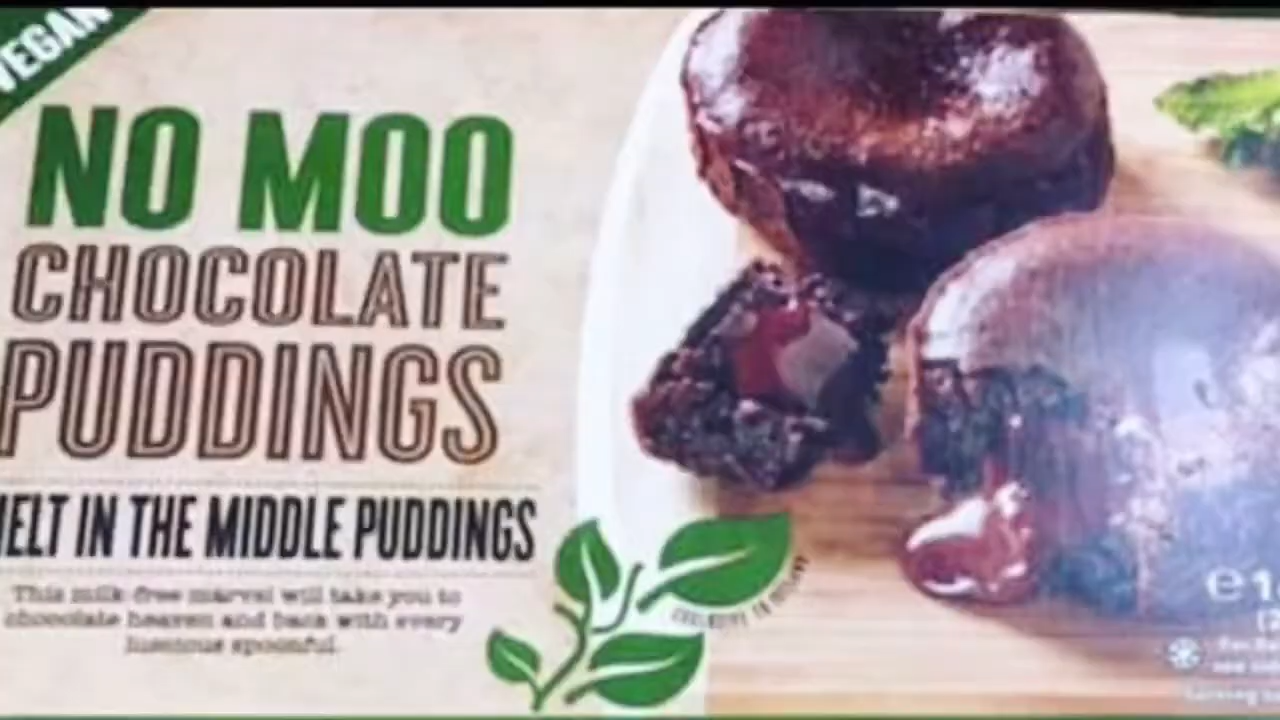 VEGAN
NO MOO
CHOCOLATE
PUDDINGS
MELT IN THE MIDDLE PUDDINGS
This milk-free marvel will take you to
chocolate heaven and back with every
luscious spoonful.